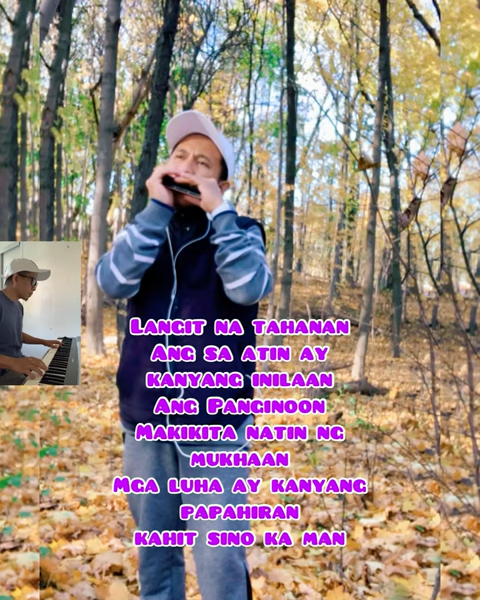 Langit na tahanan
Ang sa atin ay
kanyang inilaan
Ang Panginoon
Makikita natin ng
mukhaan
Mga luha ay kanyang
papahiran
kahit sino ka man